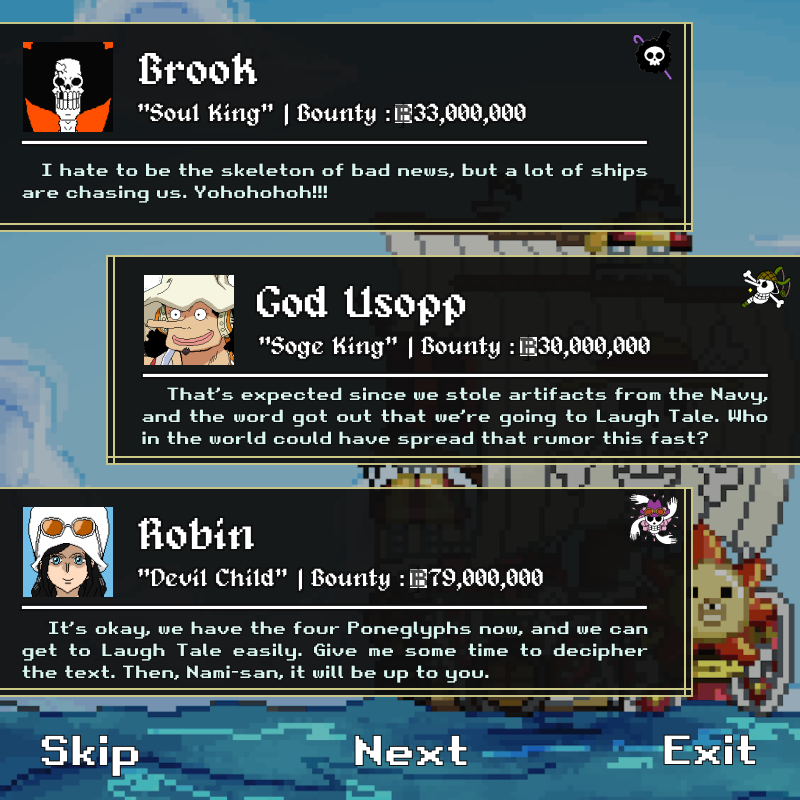 Brook
"Soul King" | Bounty : 33,000,000
I hate to be the skeleton of bad news, but a lot of ships
are chasing us. Yohohohoh!!!
God Usopp
"Soge King" | Bounty : 30,000,000
That's expected since we stole artifacts from the Navy,
and the word got out that we're going to Laugh Tale. Who
in the world could have spread that rumor this fast?
Robin
"Devil Child" | Bounty : 79,000,000
It's okay, we have the four Poneglyphs now, and we can
get to Laugh Tale easily. Give me some time to decipher
the text. Then, Nami-san, it will be up to you.
Skip Next Exit